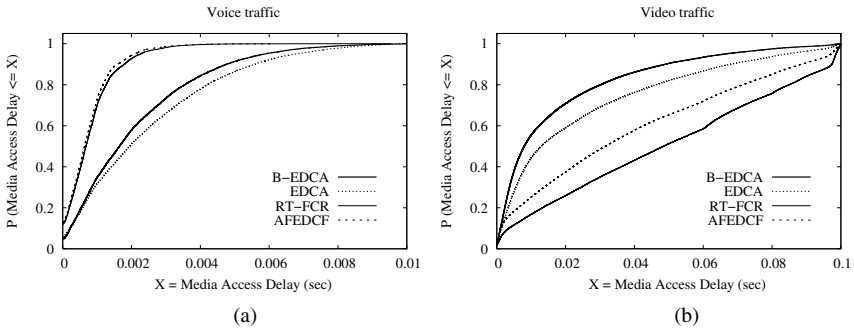 Voice traffic
P (Media Access Delay <= X)
1
0.8
0.6
0.4
0.2
0
B−EDCA
EDCA
RT−FCR
AFEDCF
0
0.002
0.004
0.006
0.008
0.01
X = Media Access Delay (sec)
(a)
Video traffic
P (Media Access Delay <= X)
1
0.8
0.6
0.4
0.2
0
B−EDCA
EDCA
RT−FCR
AFEDCF
0
0.02
0.04
0.06
0.08
0.1
X = Media Access Delay (sec)
(b)